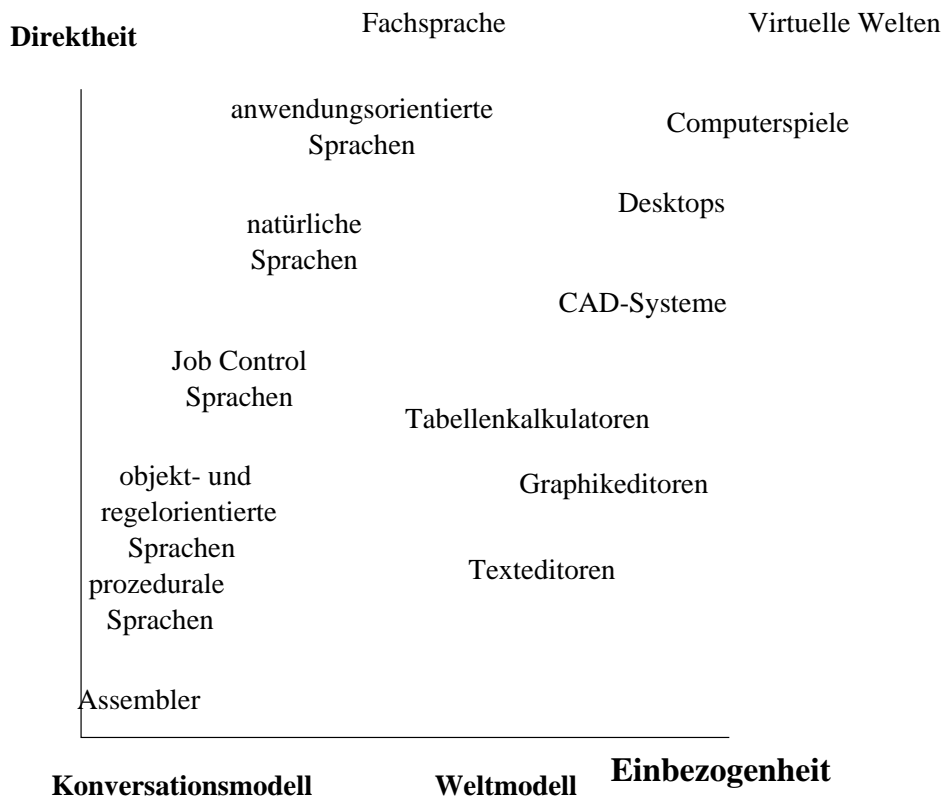 Direktheit
Fachsprache
Virtuelle Welten
anwendungsorientierte
Sprachen
Computerspiele
Desktops
natürliche
Sprachen
CAD-Systeme
Job Control
Sprachen
Tabellenkalkulatoren
objekt- und
regelorientierte
Sprachen
Graphikeditoren
prozedurale
Sprachen
Texteditoren
Assembler
Konversationsmodell
Weltmodell
Einbezogenheit